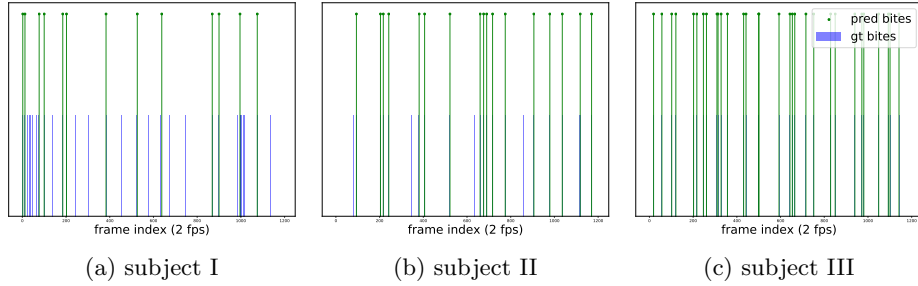 pred bites
gt bites
0 200 400 600 800 1000 1200
0 200 400 600 800 1000 1200
0 200 400 600 800 1000 1200
frame index (2 fps)
frame index (2 fps)
frame index (2 fps)
(a) subject I
(b) subject II
(c) subject III